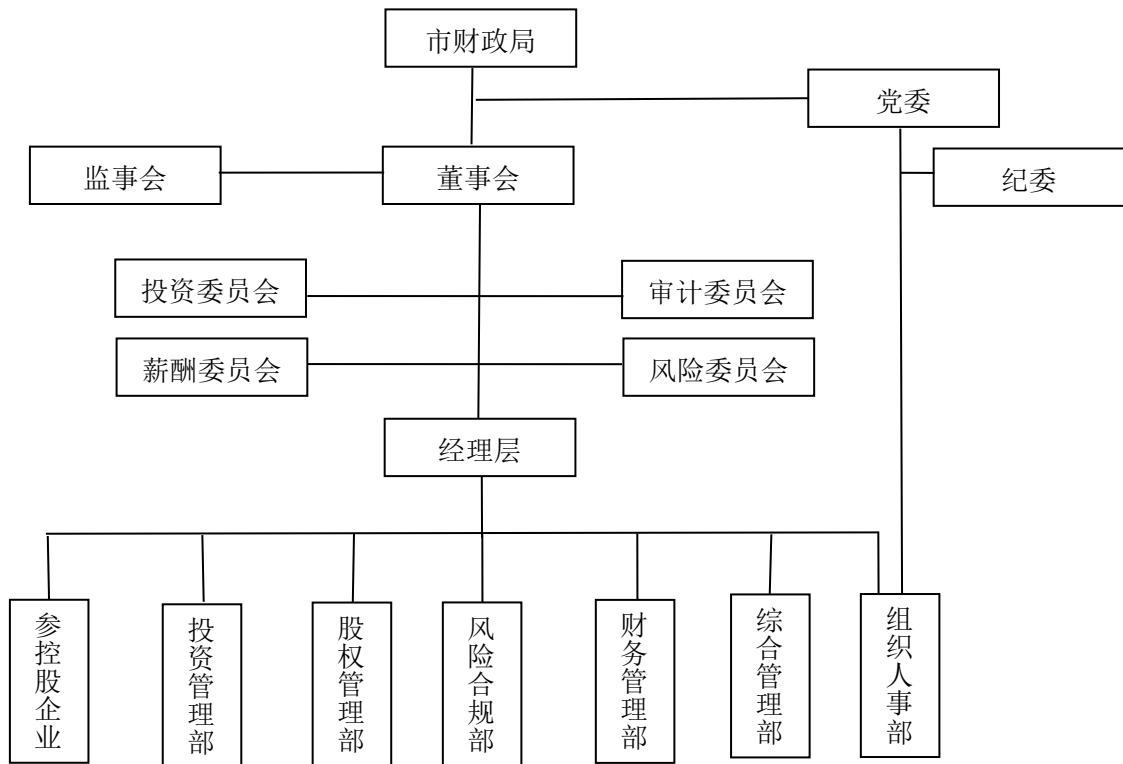 市财政局
党委
监事会
董事会
纪委
投资委员会
审计委员会
薪酬委员会
风险委员会
经理层
参控股企业
投资管理部
股权管理部
风险合规部
财务管理部
综合管理部
组织人事部